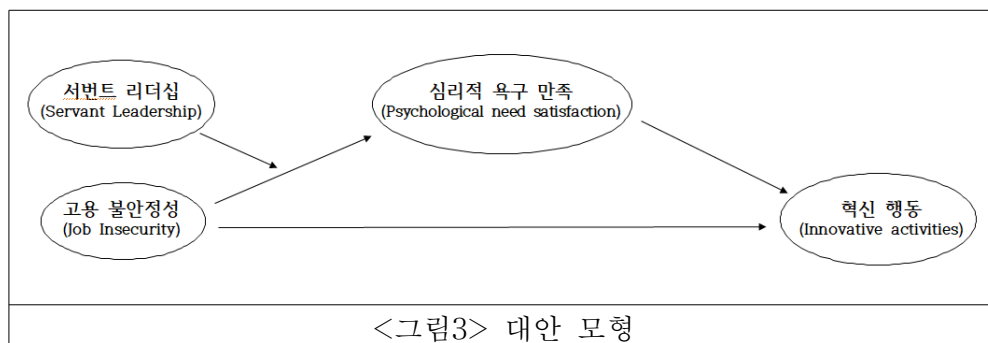 서번트 리더십
(Servant Leadership)
심리적 욕구 만족
(Psychological need satisfaction)
고용 불안정성
(Job Insecurity)
혁신 행동
(Innovative activities)
<그림3> 대안 모형